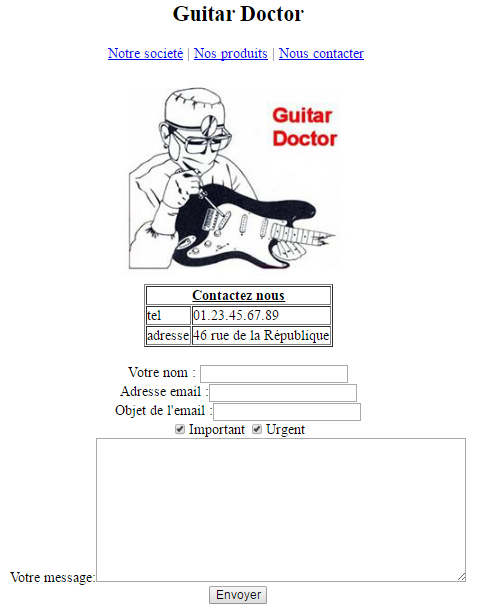 Guitar Doctor
Notre societé | Nos produits | Nous contacter
Guitar
Doctor
Contactez nous
tel 01.23.45.67.89
adresse 46 rue de la République
Votre nom :
Adresse email :
Objet de l'email :
Important Urgent
Votre message:
Envoyer